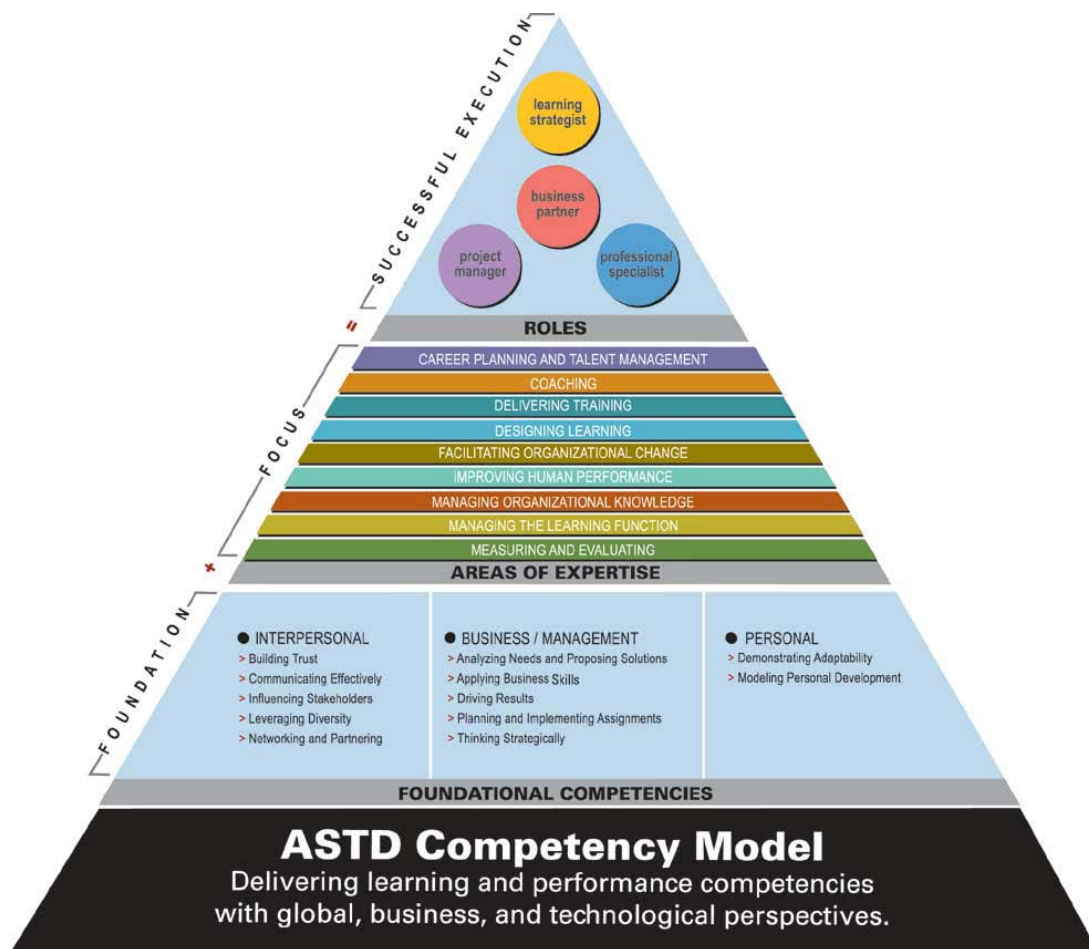 SUCCESSFUL EXECUTION
learning
strategist
business
partner
project
manager
professional
specialist
=
ROLES
FOCUS
CAREER PLANNING AND TALENT MANAGEMENT
COACHING
DELIVERING TRAINING
DESIGNING LEARNING
FACILITATING ORGANIZATIONAL CHANGE
IMPROVING HUMAN PERFORMANCE
MANAGING ORGANIZATIONAL KNOWLEDGE
MANAGING THE LEARNING FUNCTION
MEASURING AND EVALUATING
+
AREAS OF EXPERTISE
FOUNDATION
● INTERPERSONAL
> Building Trust
> Communicating Effectively
> Influencing Stakeholders
> Leveraging Diversity
> Networking and Partnering
● BUSINESS / MANAGEMENT
> Analyzing Needs and Proposing Solutions
> Applying Business Skills
> Driving Results
> Planning and Implementing Assignments
> Thinking Strategically
● PERSONAL
> Demonstrating Adaptability
> Modeling Personal Development
FOUNDATIONAL COMPETENCIES
ASTD Competency Model
Delivering learning and performance competencies
with global, business, and technological perspectives.